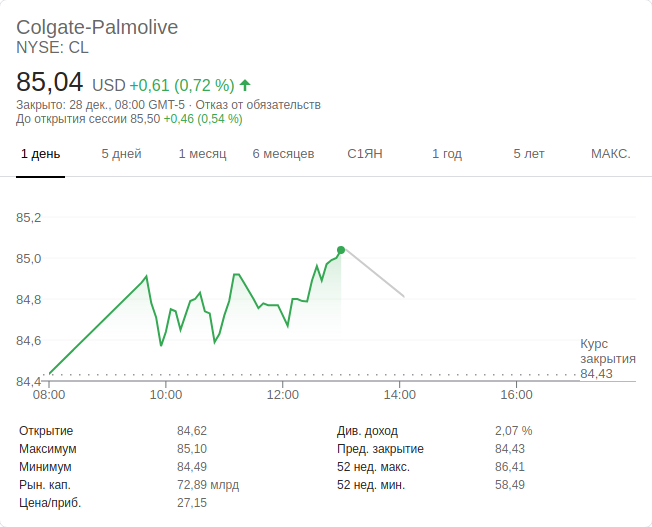 Colgate-Palmolive
NYSE: CL
85,04 USD +0,61 (0,72 %)
Закрыто: 28 дек., 08:00 GMT-5 · Отказ от обязательств
До открытия сессии 85,50 +0,46 (0,54 %)
1 день 5 дней 1 месяц 6 месяцев С1ЯН 1 год 5 лет МАКС.
85,2
85,0
84,8
84,6
84,4
Курс
закрытия
84,43
08:00 10:00 12:00 14:00 16:00
Открытие 84,62 Див. доход 2,07 %
Максимум 85,10 Пред. закрытие 84,43
Минимум 84,49 52 нед. макс. 86,41
Рын. кап. 72,89 млрд 52 нед. мин. 58,49
Цена/приб. 27,15